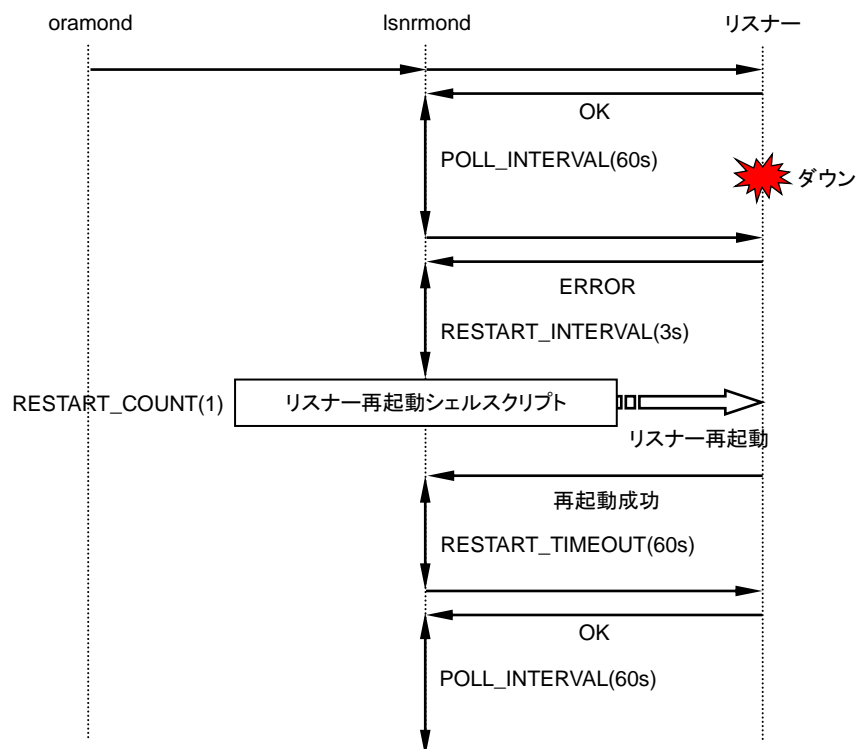 oramond
lsnrmond
リスナー
OK
POLL_INTERVAL(60s)
ダウン
ERROR
RESTART_INTERVAL(3s)
RESTART_COUNT(1)
リスナー再起動シェルスクリプト
リスナー再起動
再起動成功
RESTART_TIMEOUT(60s)
OK
POLL_INTERVAL(60s)